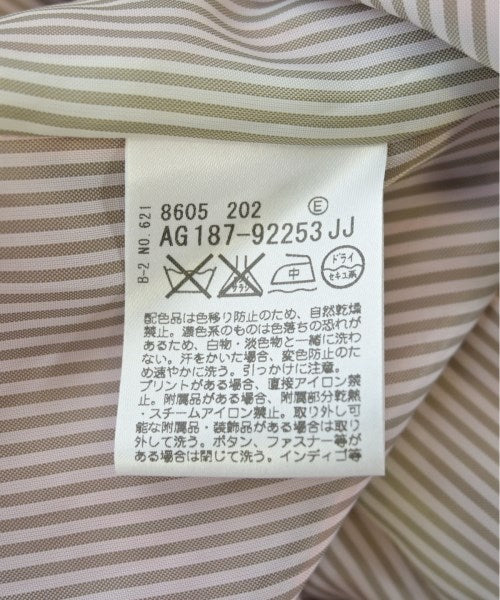 B-2 NO.621
8605 202 Ⓔ
AG187-92253JJ
サラシ
中
ドライ
セキユ系
配色品は色移り防止のため、自然乾燥
禁止。濃色系のものは色落ちの恐れが
あるため、白物・淡色物と一緒に洗わ
ない。汗をかいた場合、変色防止のた
め速やかに洗う。引っかけに注意。
プリントがある場合、直接アイロン禁
止。附属品がある場合、附属部分乾熱
・スチームアイロン禁止。取り外し可
能な附属品・装飾品がある場合は取り
外して洗う。ボタン、ファスナー等が
ある場合は閉じて洗う。インディゴ等